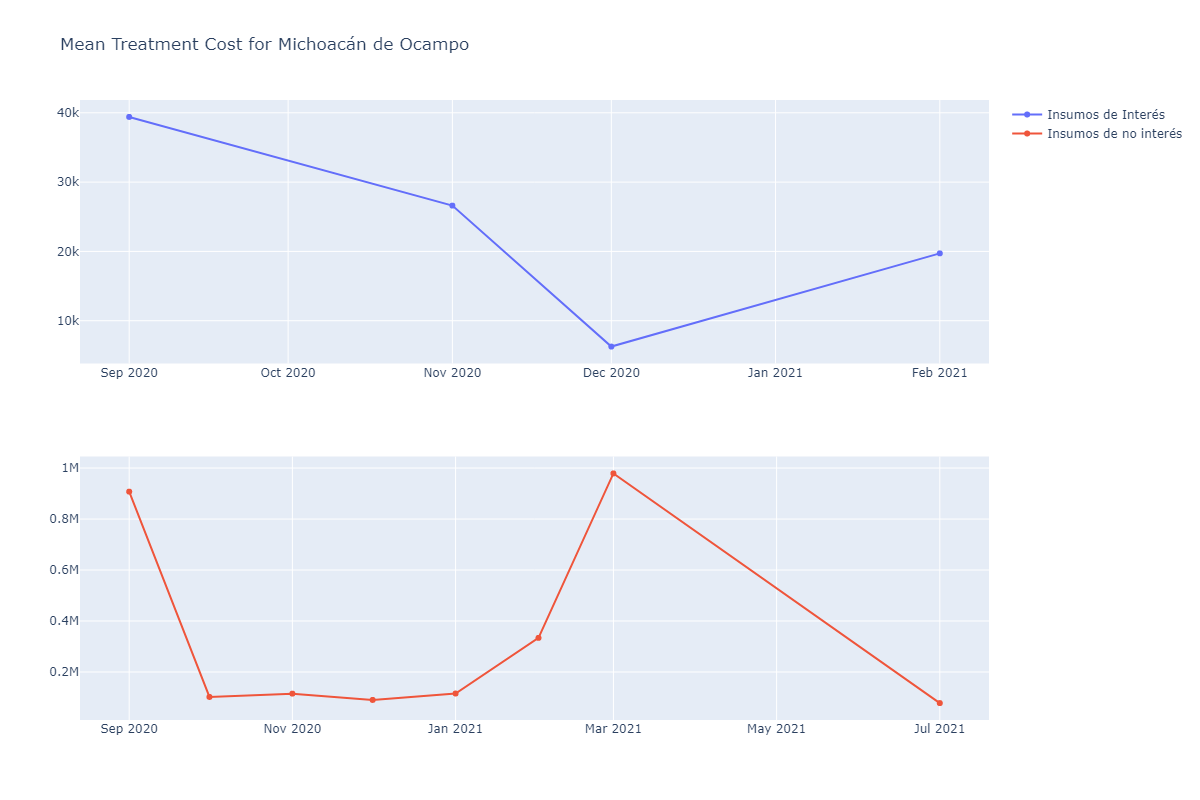 Mean Treatment Cost for Michoacán de Ocampo
40k
30k
20k
10k
Sep 2020 Oct 2020 Nov 2020 Dec 2020 Jan 2021 Feb 2021
Insumos de Interés
Insumos de no interés
1M
0.8M
0.6M
0.4M
0.2M
Sep 2020 Nov 2020 Jan 2021 Mar 2021 May 2021 Jul 2021